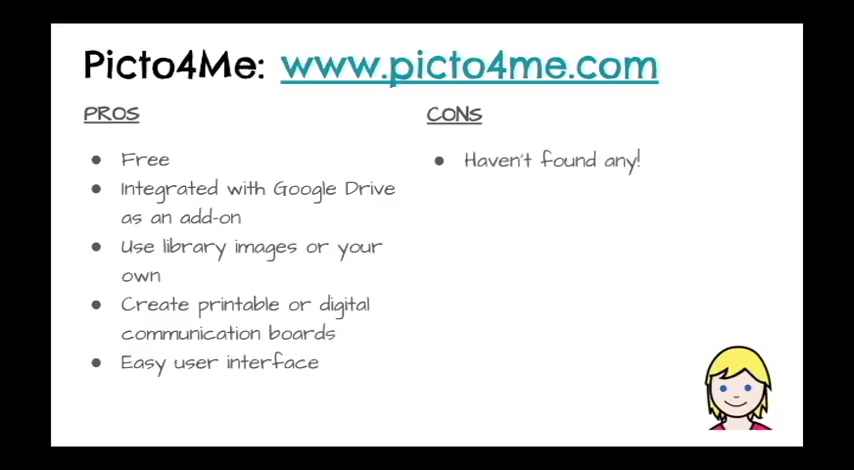 Picto4Me: www.picto4me.com
PROS
● Free
● Integrated with Google Drive
as an add-on
● Use library images or your
own
● Create printable or digital
communication boards
● Easy user interface
CONS
● Haven't found any!